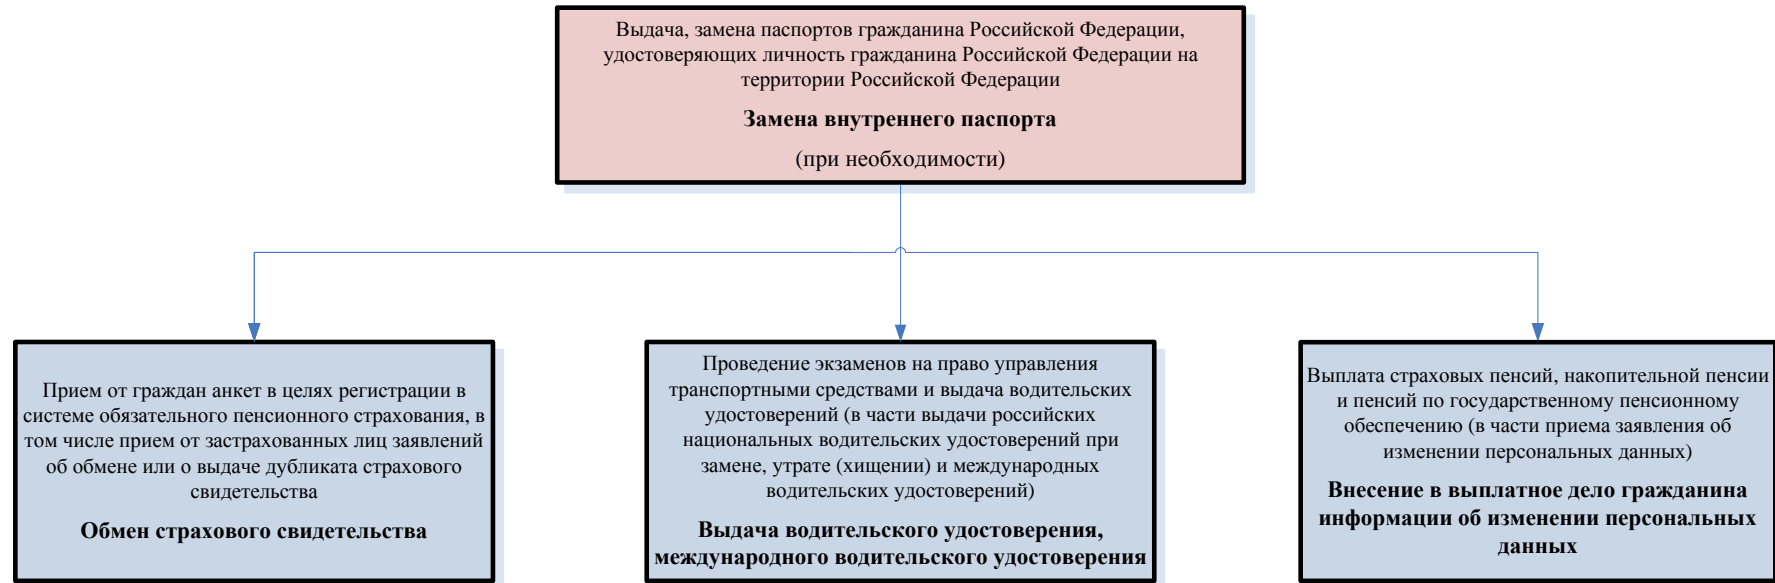 Выдача, замена паспортов гражданина Российской Федерации,
удостоверяющих личность гражданина Российской Федерации на
территории Российской Федерации
Замена внутреннего паспорта
(при необходимости)
Прием от граждан анкет в целях регистрации в
системе обязательного пенсионного страхования, в
том числе прием от застрахованных лиц заявлений
об обмене или о выдаче дубликата страхового
свидетельства
Обмен страхового свидетельства
Проведение экзаменов на право управления
транспортными средствами и выдача водительских
удостоверений (в части выдачи российских
национальных водительских удостоверений при
замене, утрате (хищении) и международных
водительских удостоверений)
Выдача водительского удостоверения,
международного водительского удостоверения
Выплата страховых пенсий, накопительной пенсии
и пенсий по государственному пенсионному
обеспечению (в части приема заявления об
изменении персональных данных)
Внесение в выплатное дело гражданина
информации об изменении персональных
данных